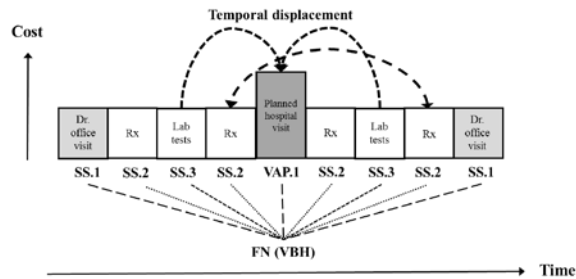 Temporal displacement
Cost
Planned
hospital
visit
Dr.
office
visit
Rx
Lab
tests
Rx
Rx
Lab
tests
Rx
Dr.
office
visit
SS.1 SS.2 SS.3 SS.2 VAP.1 SS.2 SS.3 SS.2 SS.1
FN (VBH)
Time